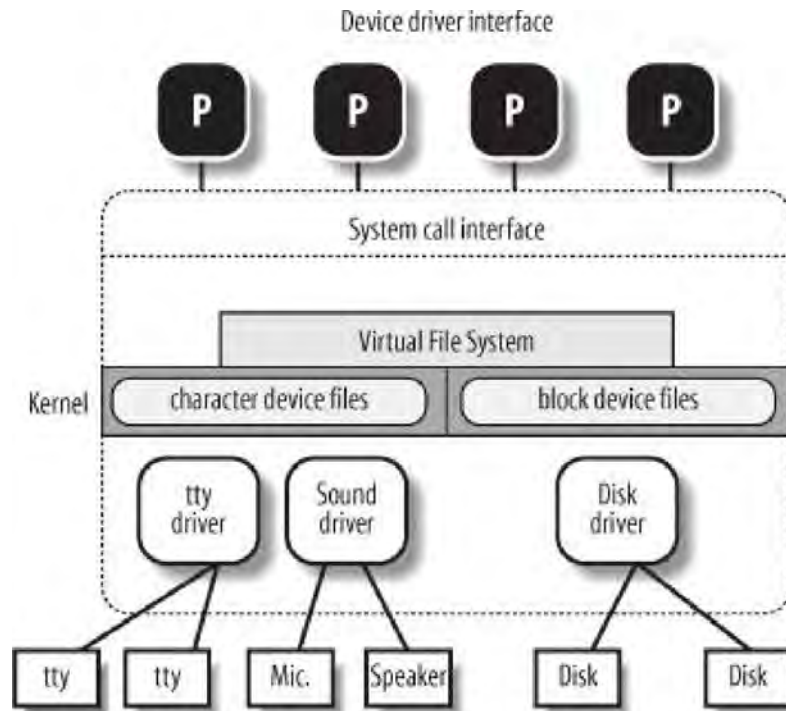 Device driver interface
P P P P
System call interface
Virtual File System
Kernel
character device files
block device files
tty
driver
Sound
driver
Disk
driver
tty
tty
Mic.
Speaker
Disk
Disk